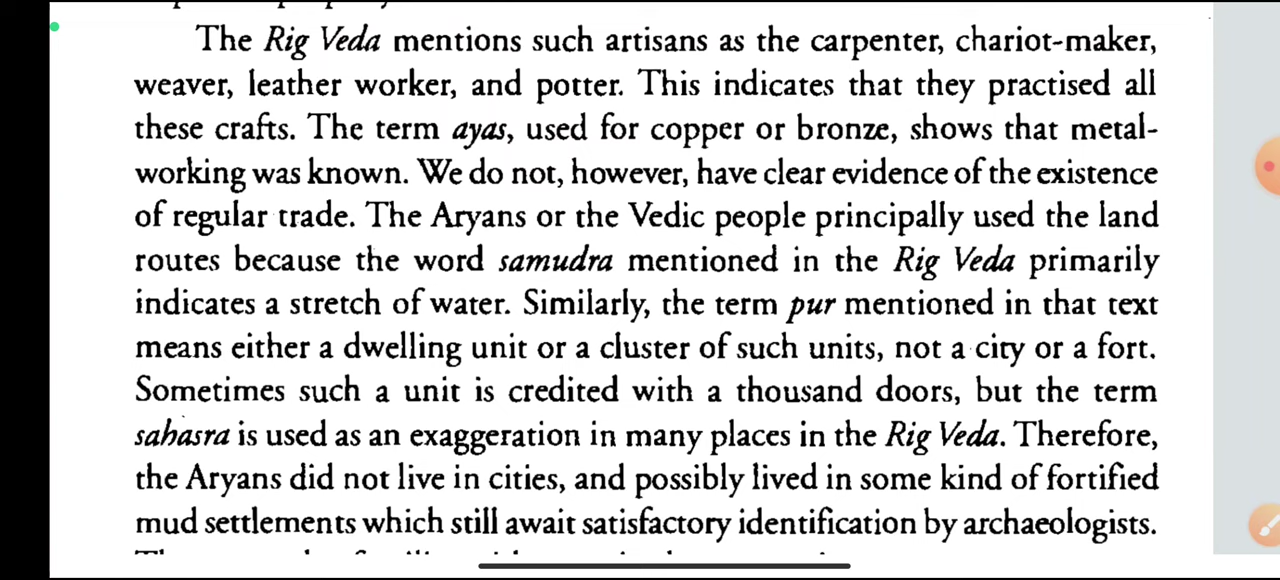 The Rig Veda mentions such artisans as the carpenter, chariot-maker,
weaver, leather worker, and potter. This indicates that they practised all
these crafts. The term ayas, used for copper or bronze, shows that metal-
working was known. We do not, however, have clear evidence of the existence
of regular trade. The Aryans or the Vedic people principally used the land
routes because the word samudra mentioned in the Rig Veda primarily
indicates a stretch of water. Similarly, the term pur mentioned in that text
means either a dwelling unit or a cluster of such units, not a city or a fort.
Sometimes such a unit is credited with a thousand doors, but the term
sahasra is used as an exaggeration in many places in the Rig Veda. Therefore,
the Aryans did not live in cities, and possibly lived in some kind of fortified
mud settlements which still await satisfactory identification by archaeologists.